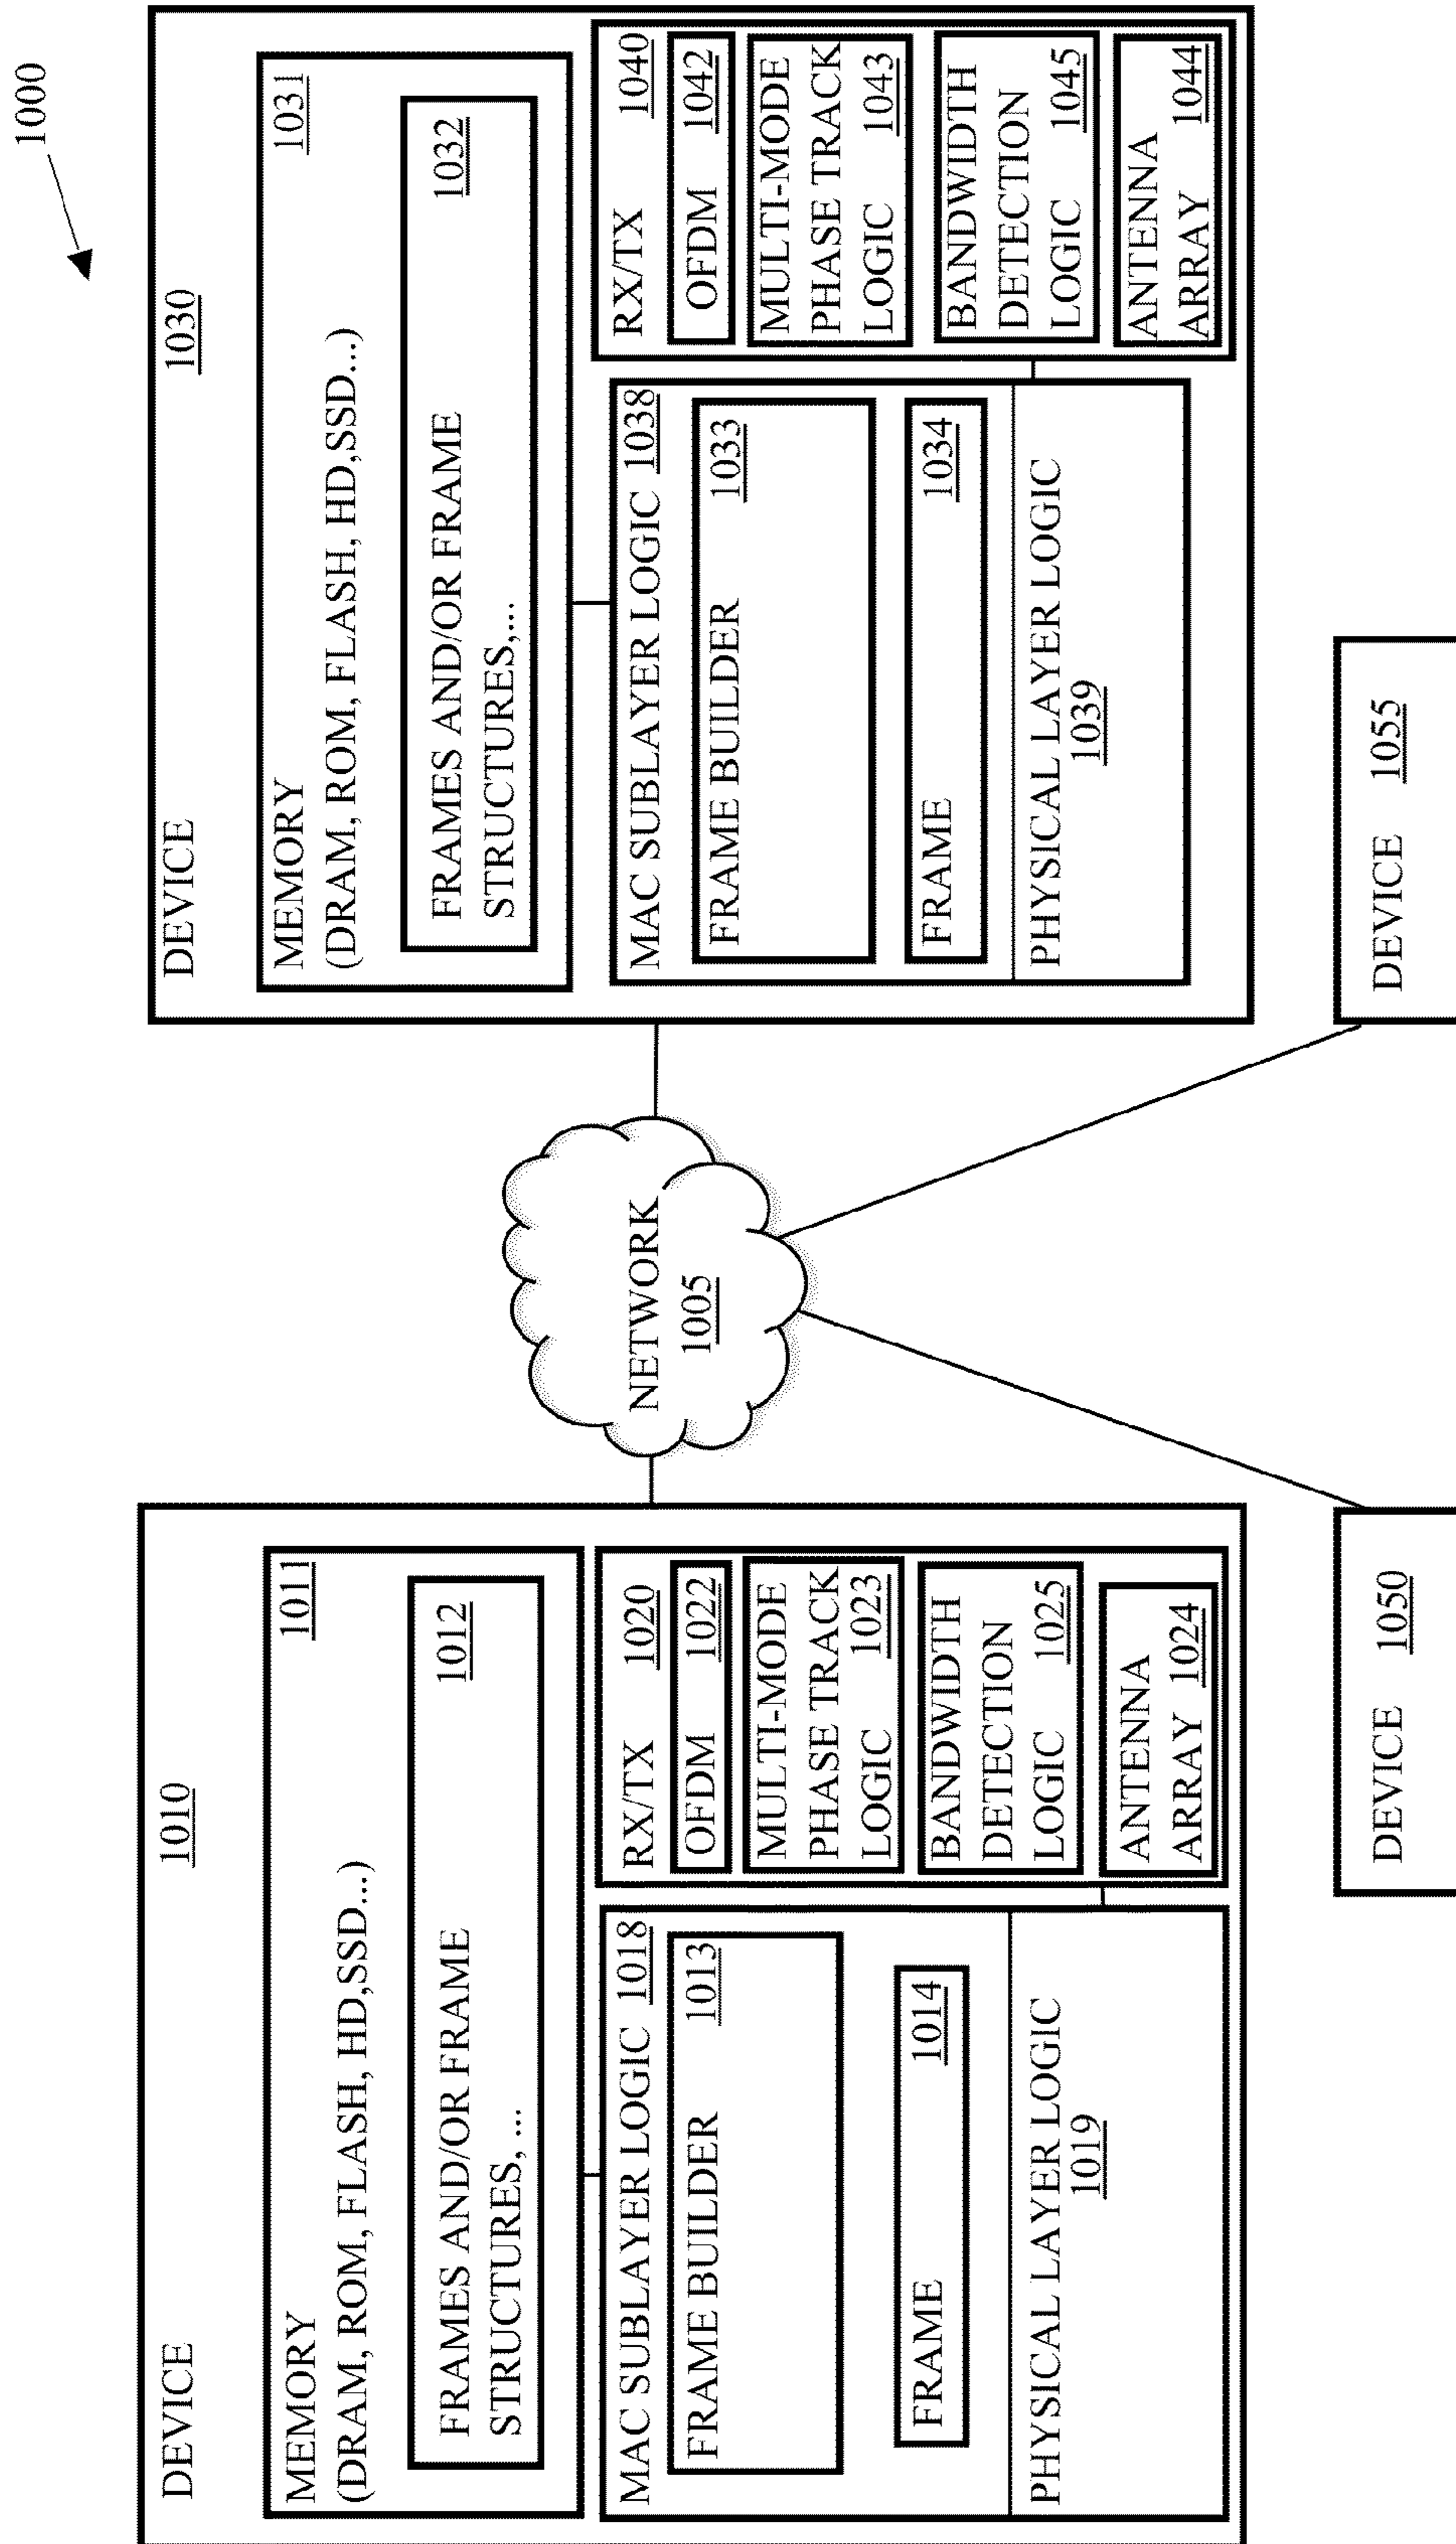 1000
DEVICE 1010
MEMORY 1011
(DRAM, ROM, FLASH, HD,SSD...)
FRAMES AND/OR FRAME 1012
STRUCTURES, ...
MAC SUBLAYER LOGIC 1018
FRAME BUILDER 1013
FRAME 1014
PHYSICAL LAYER LOGIC
1019
RX/TX 1020
OFDM 1022
MULTI-MODE
PHASE TRACK
LOGIC 1023
BANDWIDTH
DETECTION
LOGIC 1025
ANTENNA
ARRAY 1024
NETWORK
1005
DEVICE 1030
MEMORY 1031
(DRAM, ROM, FLASH, HD,SSD...)
FRAMES AND/OR FRAME 1032
STRUCTURES,...
MAC SUBLAYER LOGIC 1038
FRAME BUILDER 1033
FRAME 1034
PHYSICAL LAYER LOGIC
1039
RX/TX 1040
OFDM 1042
MULTI-MODE
PHASE TRACK
LOGIC 1043
BANDWIDTH
DETECTION
LOGIC 1045
ANTENNA
ARRAY 1044
DEVICE 1050
DEVICE 1055